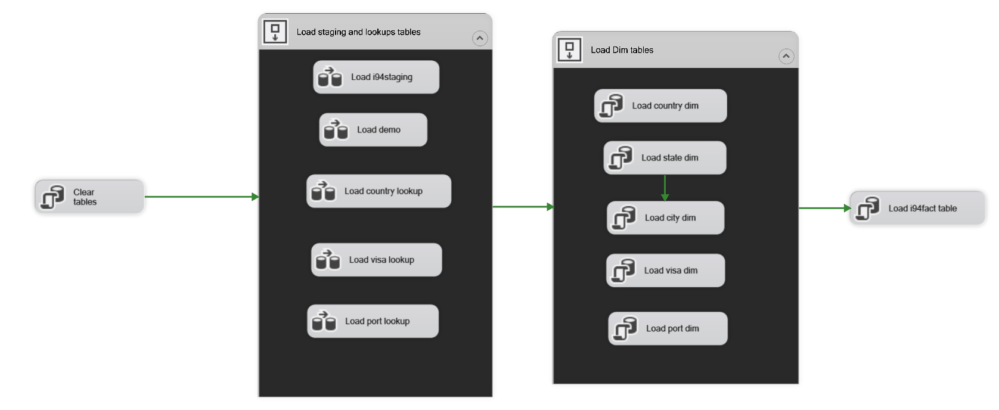 Clear
tables
Load staging and lookups tables
Load i94staging
Load demo
Load country lookup
Load visa lookup
Load port lookup
Load Dim tables
Load country dim
Load state dim
Load city dim
Load visa dim
Load port dim
Load i94fact table